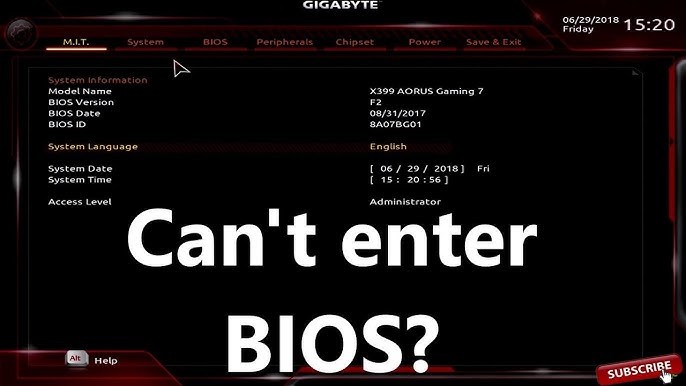 GIGABYTE™
06/29/2018 Friday 15:20
M.I.T. System BIOS Peripherals Chipset Power Save & Exit
System Information
Model Name X399 AORUS Gaming 7
BIOS Version F2
BIOS Date 08/31/2017
BIOS ID 8A07BG01
System Language English
System Date [ 06 / 29 / 2018 ] Fri
System Time [ 15 : 20 : 56 ]
Access Level Administrator
Can't enter
BIOS?
Alt Help
SUBSCRIBE